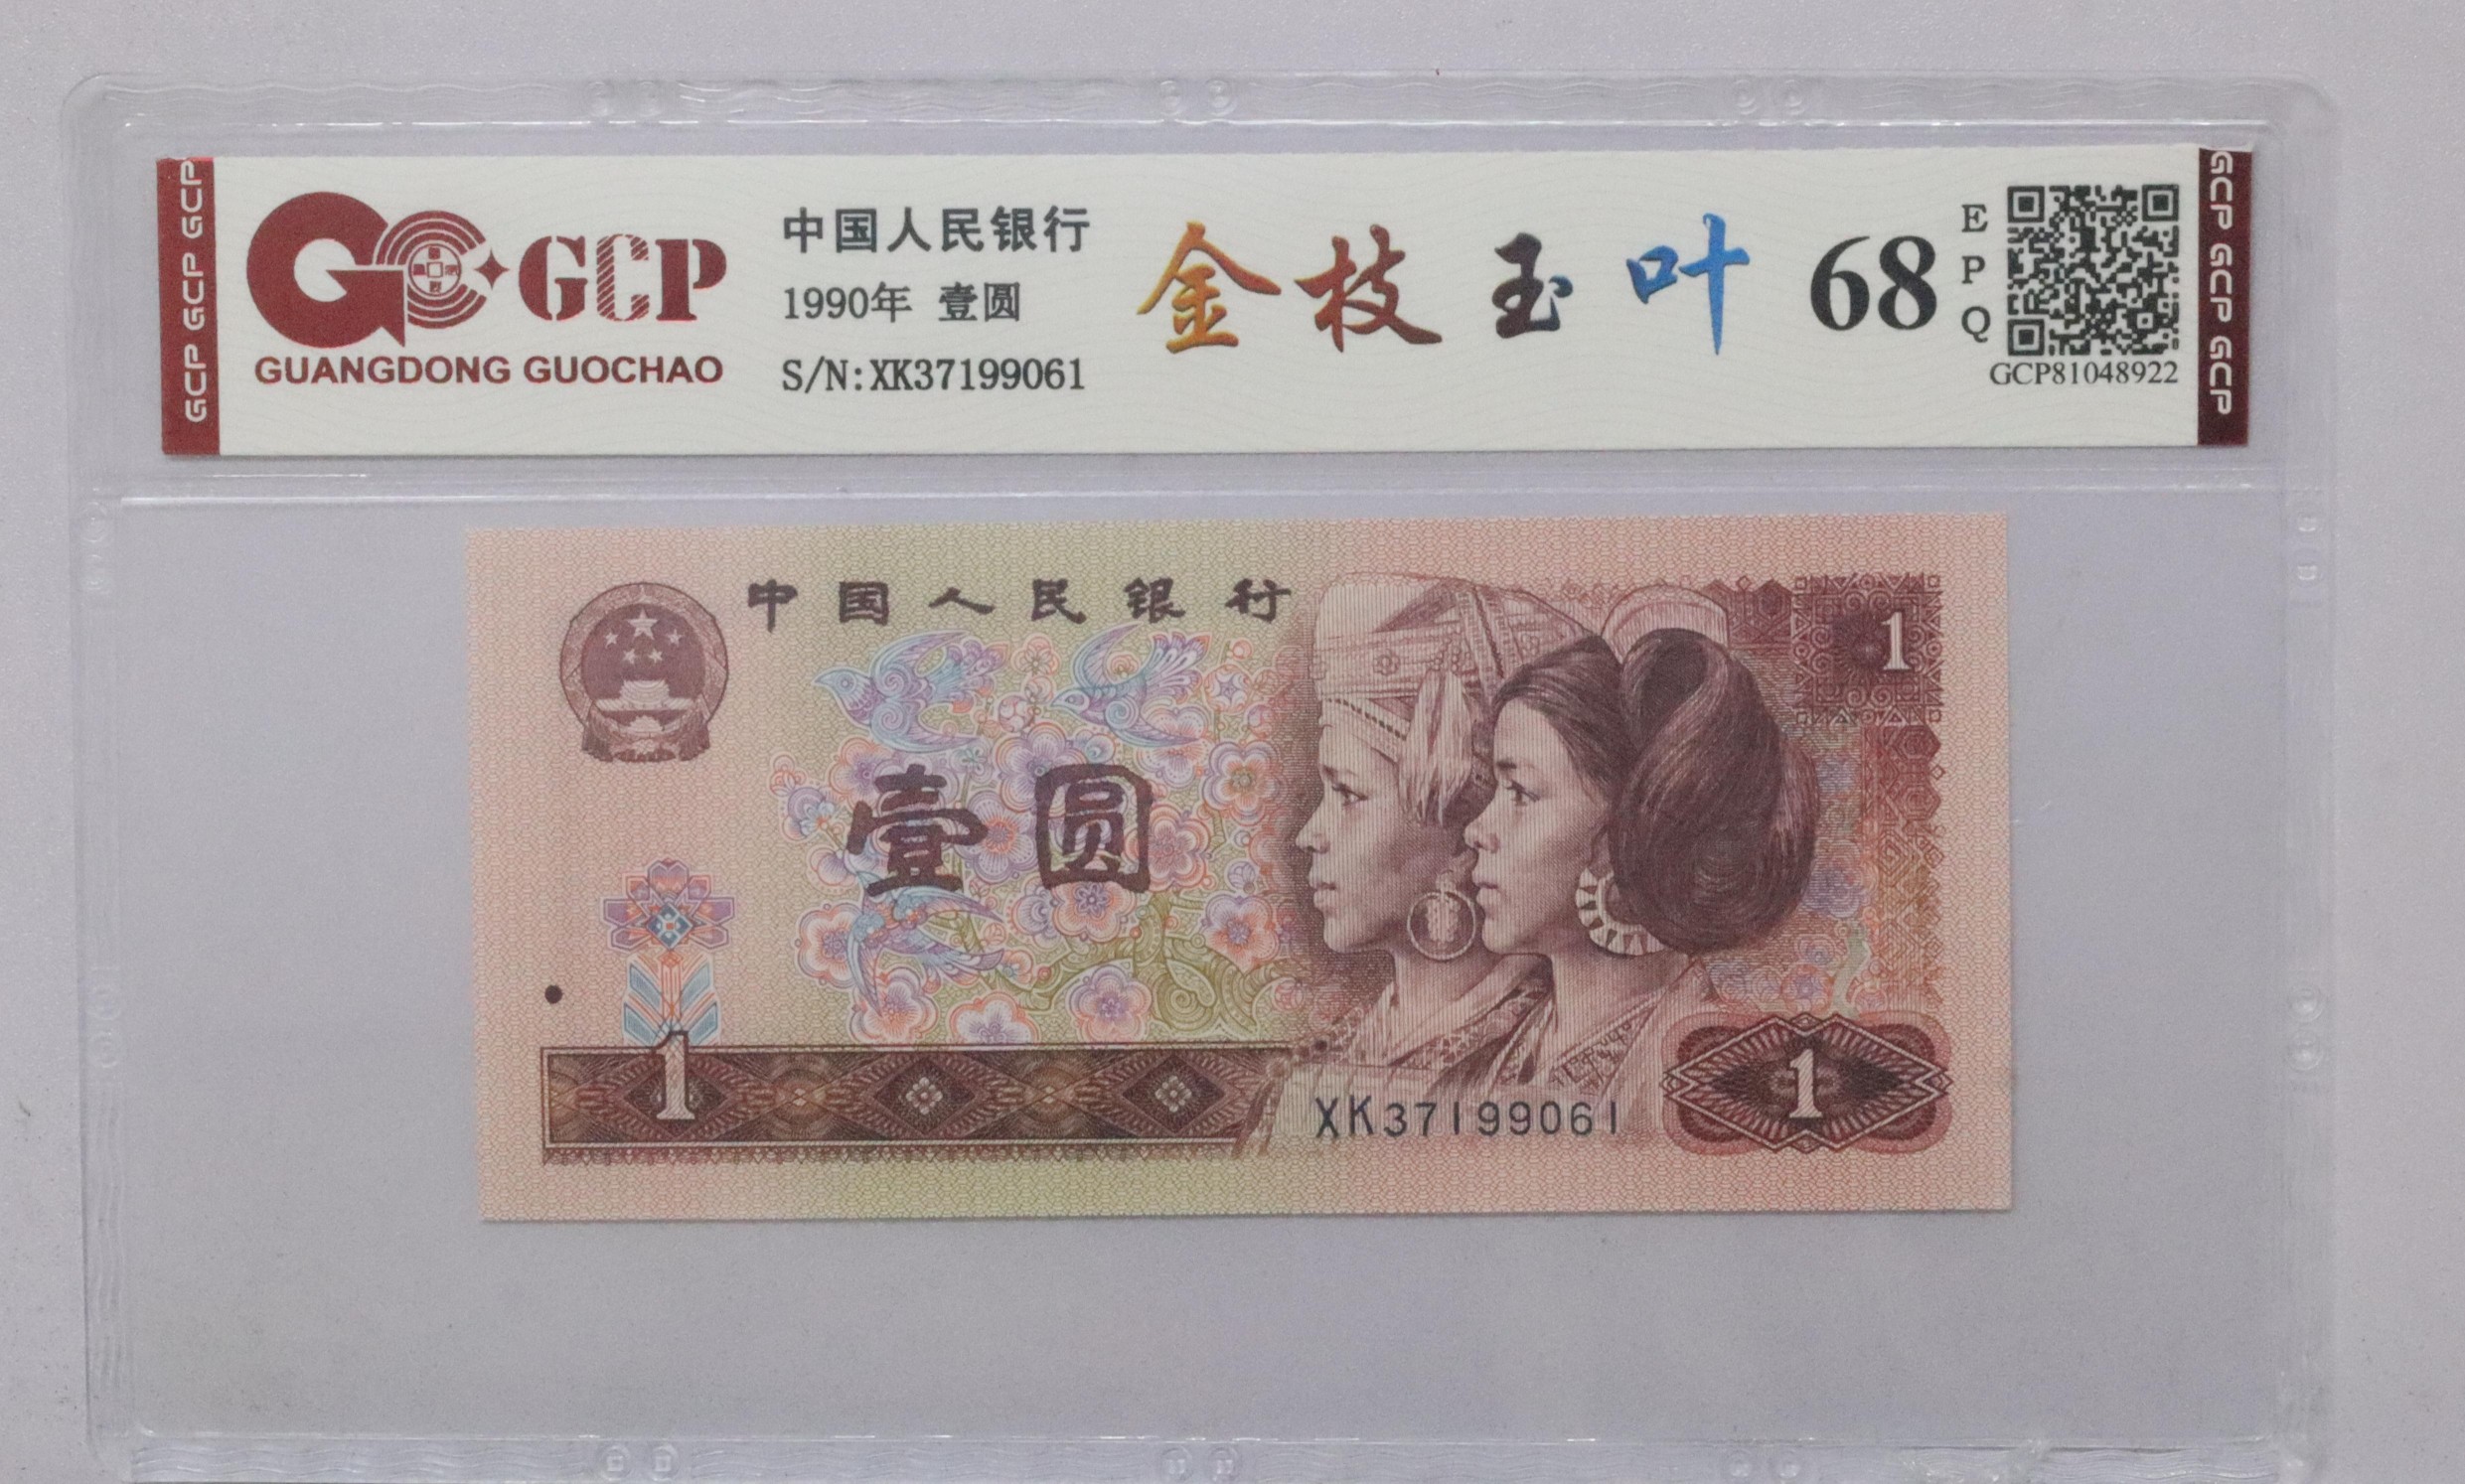 GCP GCP GCP
GCP
GUANGDONG GUOCHAO
中国人民银行
1990年 壹圆
S/N:XK37199061
金枝玉叶
68
EPQ
GCP81048922
GCP GCP GCP
中国人民银行
1
壹圆
1
XK37199061
1